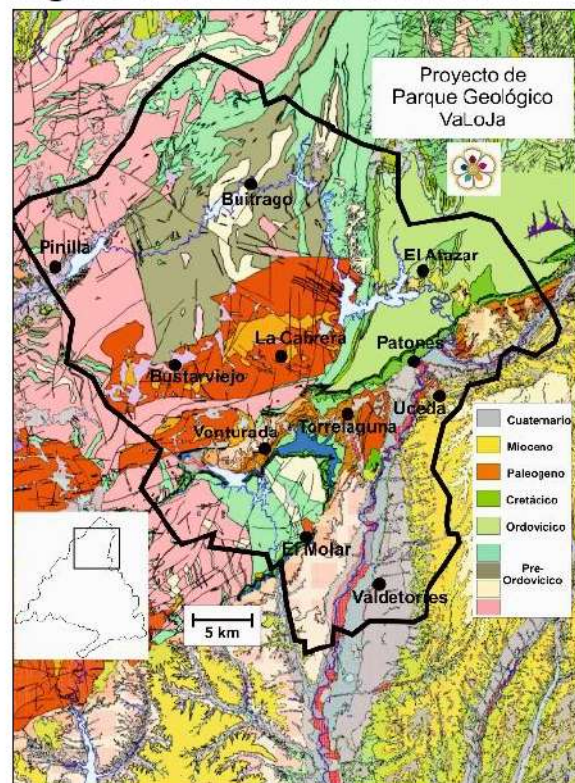 Proyecto de
Parque Geológico
VaLoJa
Buitrago
Pinilla
El Atazar
La Cabrera
Patones
Bustarviejo
Uceda
Torrelaguna
Venturada
El Molar
Valdetorres
Cuaternario
Mioceno
Paleogeno
Cretácico
Ordovícico
Pre-
Ordovícico
5 km